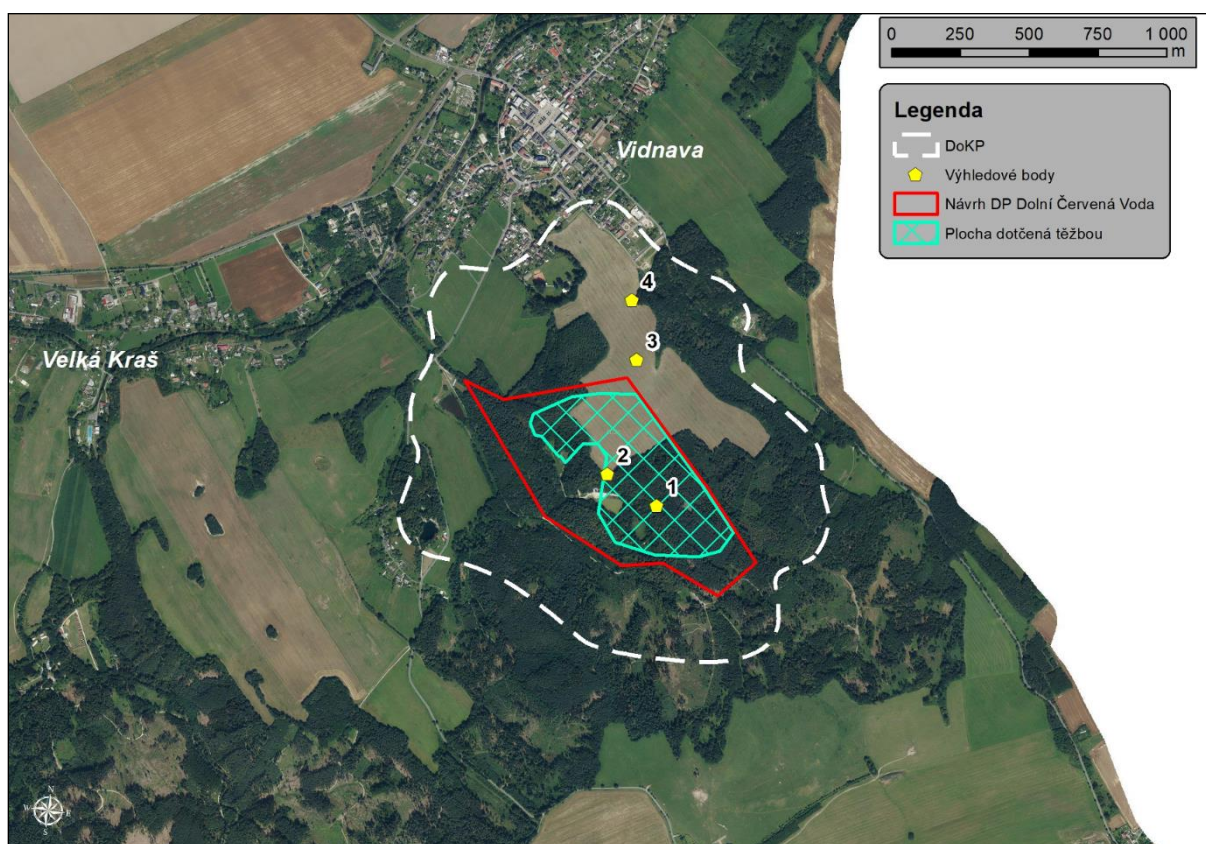 0 250 500 750 1 000
m
Legenda
DoKP
Výhledové body
Návrh DP Dolní Červená Voda
Plocha dotčená těžbou
Vidnava
Velká Kraš
4
3
2
1
N
W E
S